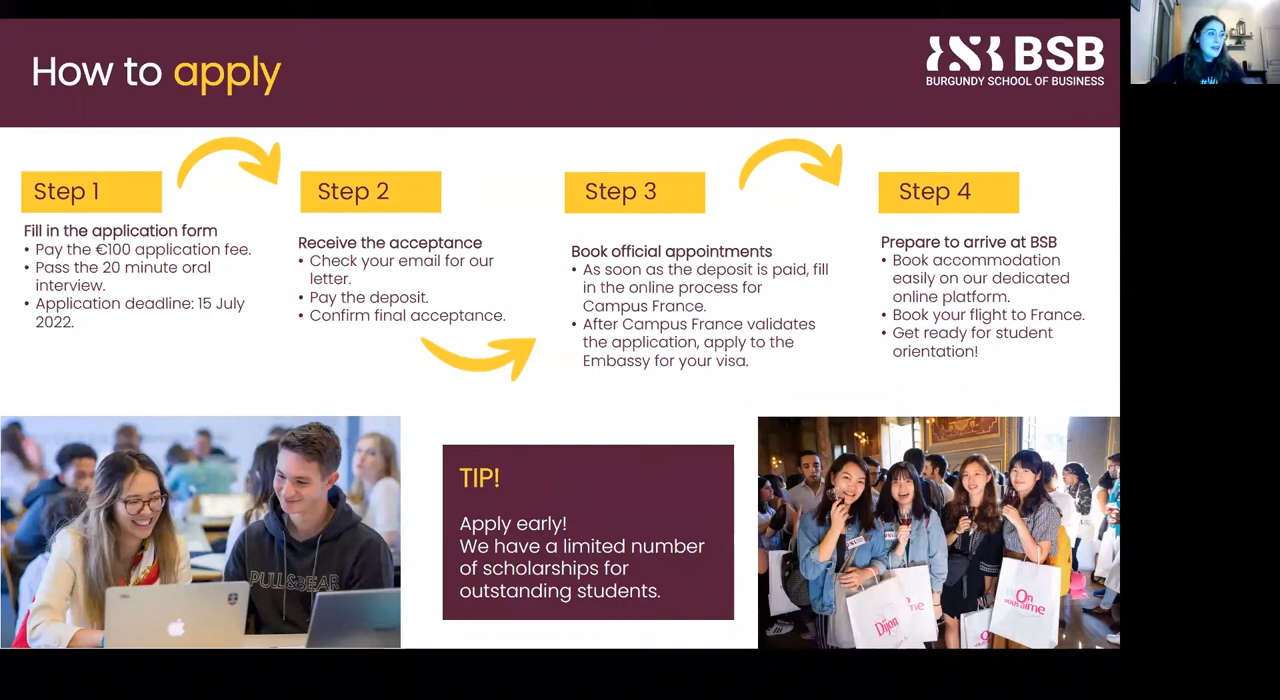 How to apply
BSB
BURGUNDY SCHOOL OF BUSINESS
Step 1
Fill in the application form
• Pay the €100 application fee.
• Pass the 20 minute oral
interview.
• Application deadline: 15 July
2022.
Step 2
Receive the acceptance
• Check your email for our
letter.
• Pay the deposit.
• Confirm final acceptance.
Step 3
Book official appointments
• As soon as the deposit is paid, fill
in the online process for
Campus France.
• After Campus France validates
the application, apply to the
Embassy for your visa.
Step 4
Prepare to arrive at BSB
• Book accommodation
easily on our dedicated
online platform.
• Book your flight to France.
• Get ready for student
orientation!
TIP!
Apply early!
We have a limited number
of scholarships for
outstanding students.
PULL&BEAR
Dijon
me
On
vous aime